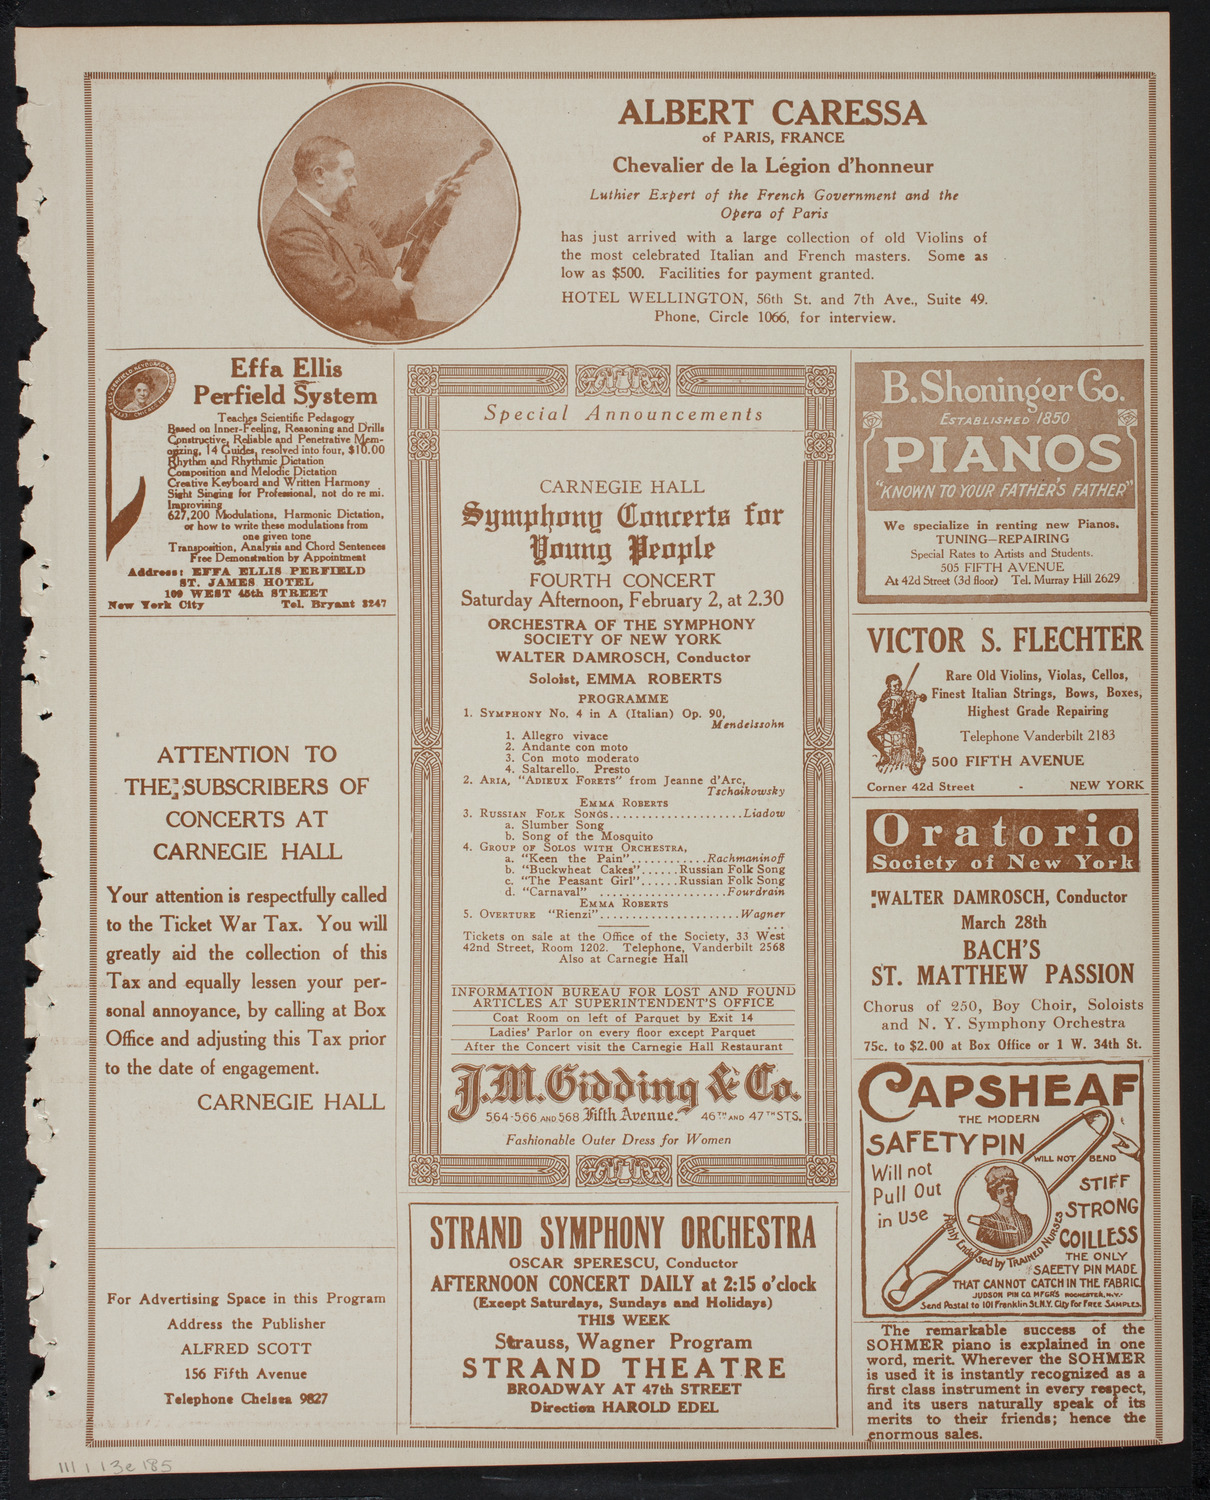 ALBERT CARESSA
of PARIS, FRANCE
Chevalier de la Légion d'honneur
Luthier Expert of the French Government and the
Opera of Paris
has just arrived with a large collection of old Violins of
the most celebrated Italian and French masters. Some as
low as $500. Facilities for payment granted.
HOTEL WELLINGTON, 56th St. and 7th Ave., Suite 49.
Phone, Circle 1066, for interview.
Effa Ellis
Perfield System
Teaches Scientific Pedagogy
Based on Inner-Feeling, Reasoning and Drills
Constructive, Reliable and Penetrative Mem-
orizing, 14 Guides, resolved into four, $10.00
Rhythm and Rhythmic Dictation
Composition and Melodic Dictation
Creative Keyboard and Written Harmony
Sight Singing for Professional, not do re mi.
Improvising
627,200 Modulations, Harmonic Dictation,
or how to write these modulations from
one given tone
Transposition, Analysis and Chord Sentences
Free Demonstration by Appointment
Address: EFFA ELLIS PERFIELD
ST. JAMES HOTEL
109 WEST 45th STREET
New York City Tel. Bryant 3247
ATTENTION TO
THE SUBSCRIBERS OF
CONCERTS AT
CARNEGIE HALL
Your attention is respectfully called
to the Ticket War Tax. You will
greatly aid the collection of this
Tax and equally lessen your per-
sonal annoyance, by calling at Box
Office and adjusting this Tax prior
to the date of engagement.
CARNEGIE HALL
For Advertising Space in this Program
Address the Publisher
ALFRED SCOTT
156 Fifth Avenue
Telephone Chelsea 9827
Special Announcements
CARNEGIE HALL
Symphony Concerts for
Young People
FOURTH CONCERT
Saturday Afternoon, February 2, at 2.30
ORCHESTRA OF THE SYMPHONY
SOCIETY OF NEW YORK
WALTER DAMROSCH, Conductor
Soloist, EMMA ROBERTS
PROGRAMME
1. SYMPHONY No. 4 in A (Italian) Op. 90,
Mendelssohn
1. Allegro vivace
2. Andante con moto
3. Con moto moderato
4. Saltarello. Presto
2. ARIA, "ADIEUX FORETS" from Jeanne d'Arc,
Tschaikowsky
EMMA ROBERTS
3. RUSSIAN FOLK SONGS.....................Liadow
a. Slumber Song
b. Song of the Mosquito
4. GROUP OF SOLOS WITH ORCHESTRA,
a. "Keen the Pain"............Rachmaninoff
b. "Buckwheat Cakes"......Russian Folk Song
c. "The Peasant Girl"......Russian Folk Song
d. "Carnaval" ......................Fourdrain
EMMA ROBERTS
5. OVERTURE "Rienzi"......................Wagner
Tickets on sale at the Office of the Society, 33 West
42nd Street, Room 1202. Telephone, Vanderbilt 2568
Also at Carnegie Hall
INFORMATION BUREAU FOR LOST AND FOUND
ARTICLES AT SUPERINTENDENT'S OFFICE
Coat Room on left of Parquet by Exit 14
Ladies' Parlor on every floor except Parquet
After the Concert visit the Carnegie Hall Restaurant
J.M. Gidding & Co.
564-566 AND 568 Fifth Avenue. 46TH AND 47TH STS.
Fashionable Outer Dress for Women
STRAND SYMPHONY ORCHESTRA
OSCAR SPERESCU, Conductor
AFTERNOON CONCERT DAILY at 2:15 o'clock
(Except Saturdays, Sundays and Holidays)
THIS WEEK
Strauss, Wagner Program
STRAND THEATRE
BROADWAY AT 47th STREET
Direction HAROLD EDEL
B. Shoninger Co.
ESTABLISHED 1850
PIANOS
"KNOWN TO YOUR FATHER'S FATHER"
We specialize in renting new Pianos.
TUNING—REPAIRING
Special Rates to Artists and Students.
505 FIFTH AVENUE
At 42d Street (3d floor) Tel. Murray Hill 2629
VICTOR S. FLECHTER
Rare Old Violins, Violas, Cellos,
Finest Italian Strings, Bows, Boxes,
Highest Grade Repairing
Telephone Vanderbilt 2183
500 FIFTH AVENUE
Corner 42d Street - NEW YORK
Oratorio
Society of New York
WALTER DAMROSCH, Conductor
March 28th
BACH'S
ST. MATTHEW PASSION
Chorus of 250, Boy Choir, Soloists
and N. Y. Symphony Orchestra
75c. to $2.00 at Box Office or 1 W. 34th St.
CAPSHEAF
THE MODERN
SAFETY PIN
WILL NOT BEND
Will not
Pull Out
in Use
STIFF
STRONG
COILLESS
Highly Endorsed by TRAINED NURSES
THE ONLY
SAFETY PIN MADE
THAT CANNOT CATCH IN THE FABRIC.
JUDSON PIN CO. MFGRS ROCHESTER, N.Y.
Send Postal to 101 Franklin St. N.Y. City for FREE SAMPLES.
The remarkable success of the
SOHMER piano is explained in one
word, merit. Wherever the SOHMER
is used it is instantly recognized as a
first class instrument in every respect,
and its users naturally speak of its
merits to their friends; hence the
enormous sales.